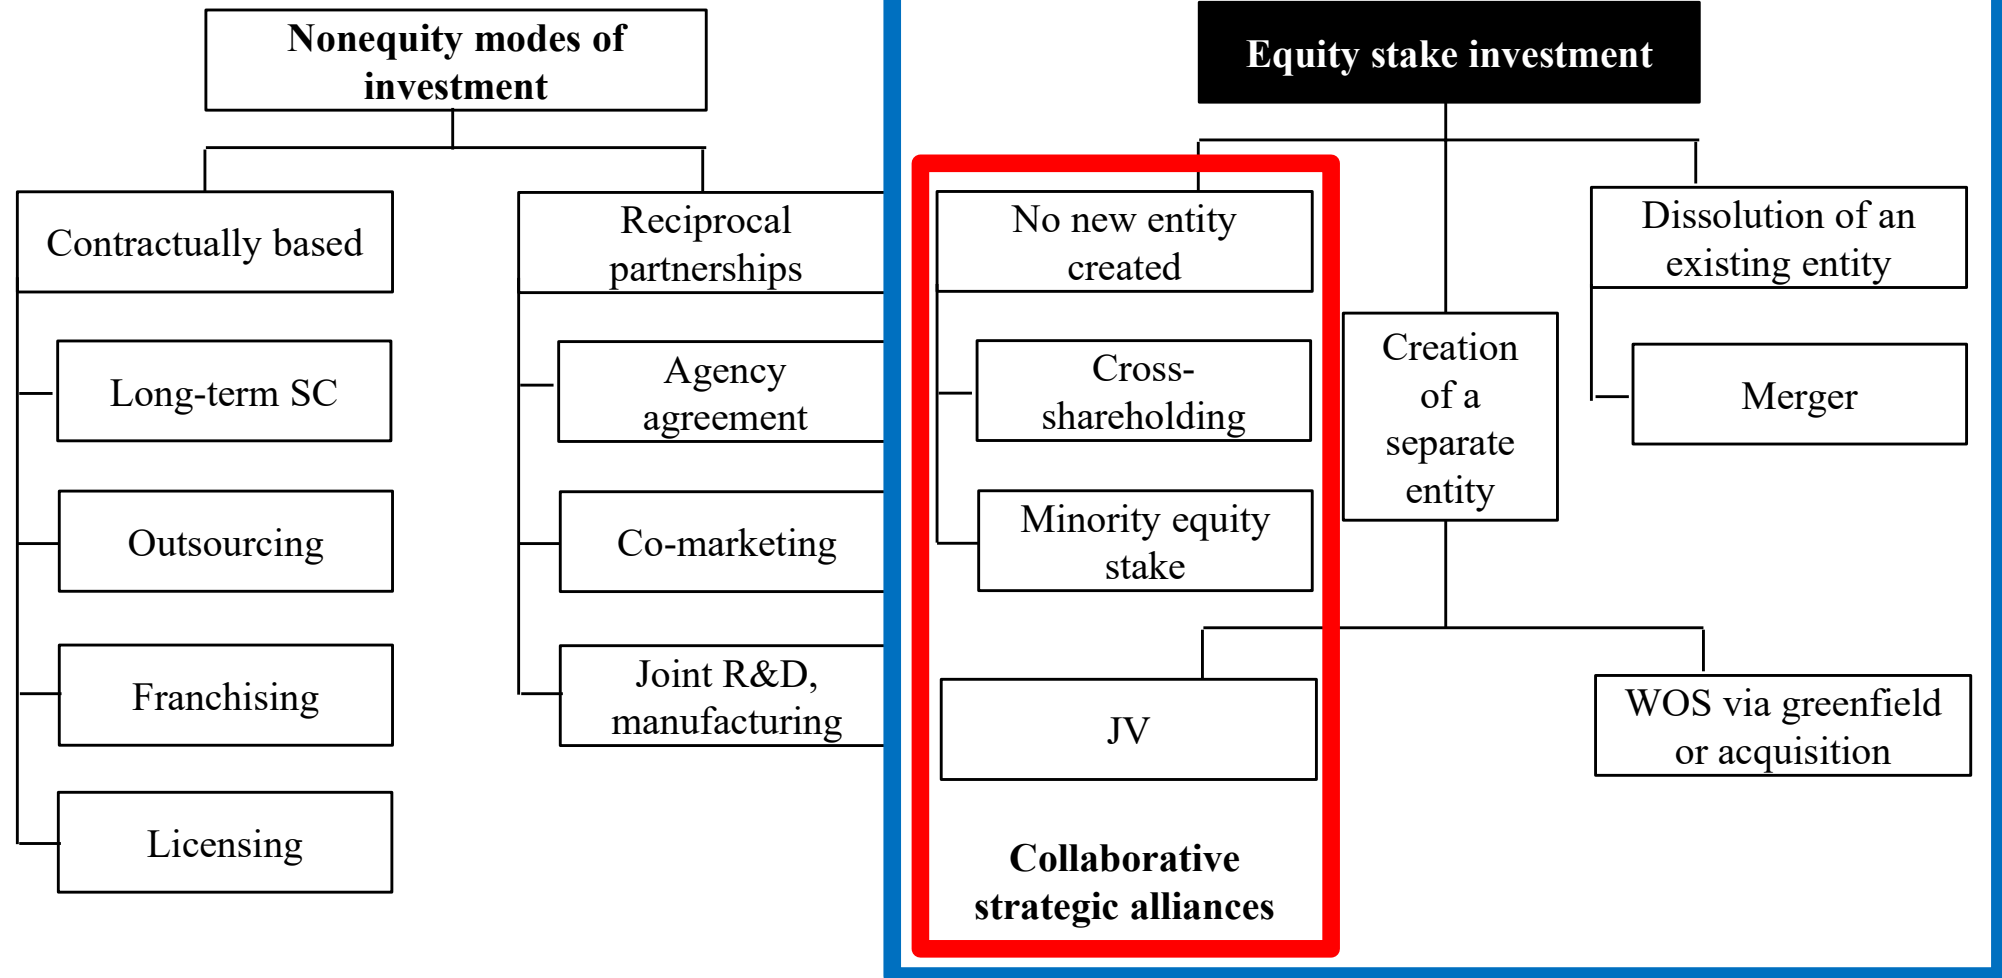 Nonequity modes of
investment
Contractually based
Long-term SC
Outsourcing
Franchising
Licensing
Reciprocal
partnerships
Agency
agreement
Co-marketing
Joint R&D,
manufacturing
Equity stake investment
No new entity
created
Cross-
shareholding
Minority equity
stake
Creation
of a
separate
entity
JV
WOS via greenfield
or acquisition
Dissolution of an
existing entity
Merger
Collaborative
strategic alliances